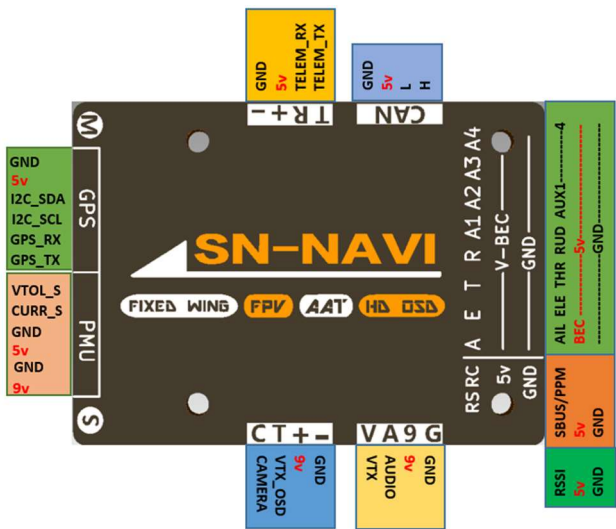 GND
5v
TELEM_RX
TELEM_TX
GND
5v
L
H
TR+-
CAN
M
GND
5v
I2C_SDA
I2C_SCL
GPS_RX
GPS_TX
GPS
VTOL_S
CURR_S
GND
5v
GND
9v
PMU
S
SN-NAVI
FIXED WING
FPV
AAT
HD OSD
RS RC A E T R A1 A2 A3 A4
5v V-BEC
GND GND
AIL ELE THR RUD AUX1----------4
BEC ----------5v----------
----------GND----------
SBUS/PPM
5v
GND
RSSI
5v
GND
CT+-
VA9G
CAMERA
VTX_OSD
9v
GND
VTX
AUDIO
9v
GND